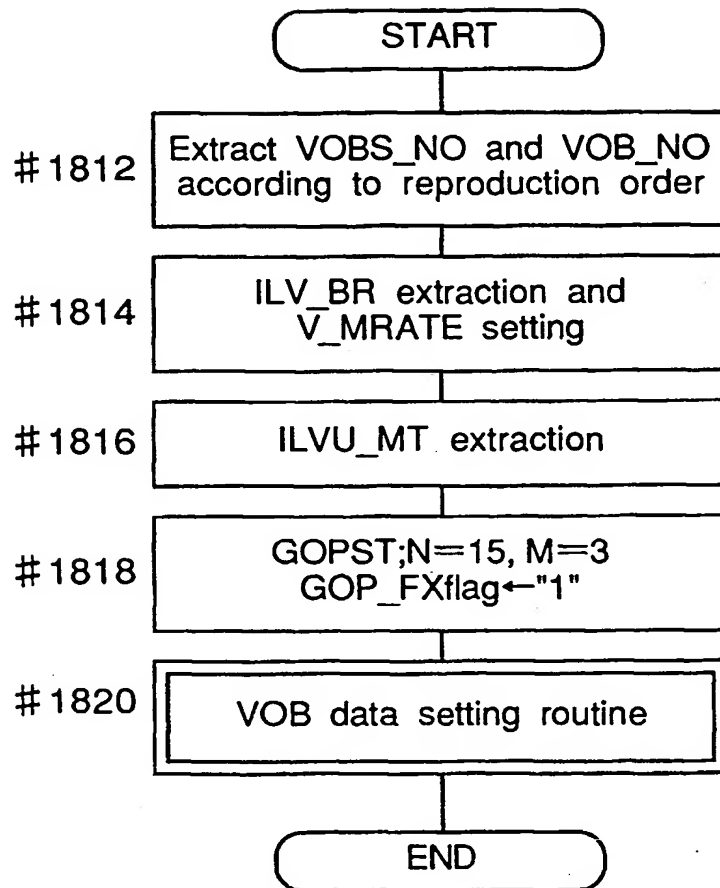 START
#1812
Extract VOBS_NO and VOB_NO
according to reproduction order
#1814
ILV_BR extraction and
V_MRATE setting
#1816
ILVU_MT extraction
#1818
GOPST;N=15, M=3
GOP_FXflag←"1"
#1820
VOB data setting routine
END